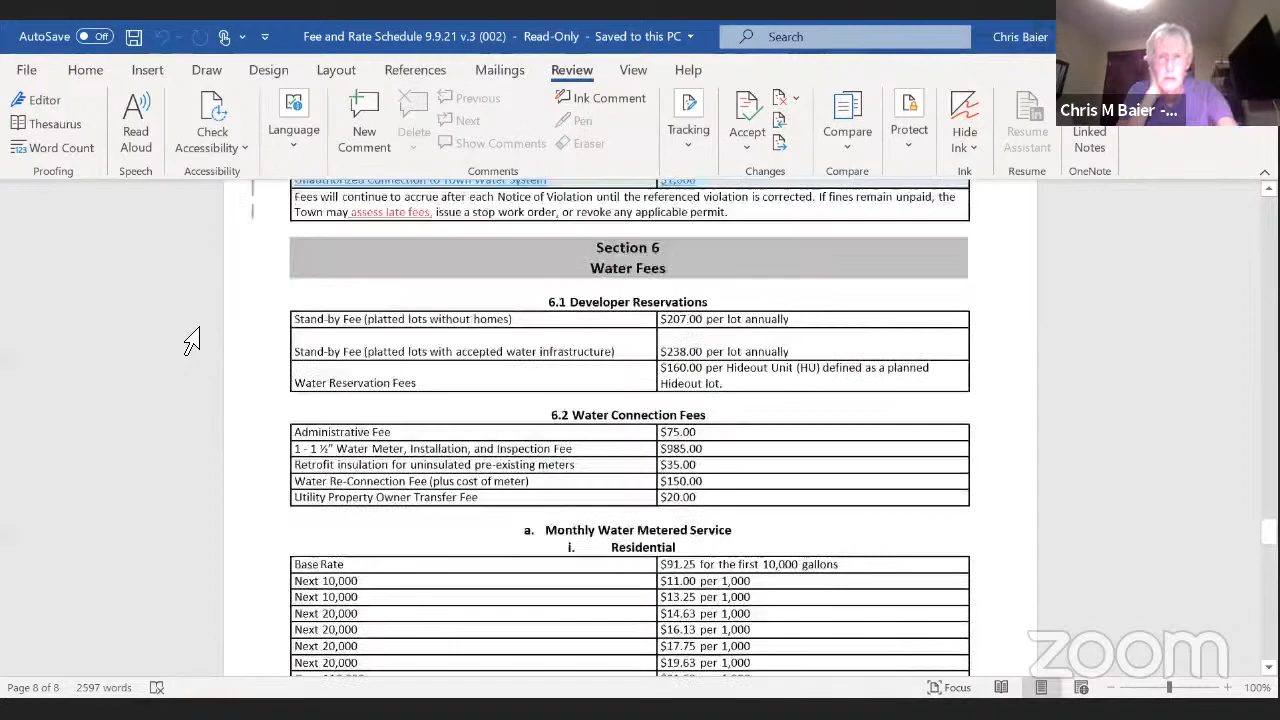 AutoSave Off Fee and Rate Schedule 9.9.21 v.3 (002) - Read-Only - Saved to this PC Search Chris Baier
File Home Insert Draw Design Layout References Mailings Review View Help
Editor
Thesaurus
Word Count
Proofing
Read Aloud
Speech
Check Accessibility
Accessibility
Language
New Comment
Delete
Previous
Next
Show Comments
Comments
Ink Comment
Pen
Eraser
Tracking
Accept
Changes
Compare
Compare
Protect
Hide Ink
Ink
Resume Assistant
Resume
Linked Notes
OneNote
Chris M Baier -...
Unauthorized Connection to Town Water System $1,000
Fees will continue to accrue after each Notice of Violation until the referenced violation is corrected. If fines remain unpaid, the
Town may assess late fees, issue a stop work order, or revoke any applicable permit.
Section 6
Water Fees
6.1 Developer Reservations
Stand-by Fee (platted lots without homes) $207.00 per lot annually
Stand-by Fee (platted lots with accepted water infrastructure) $238.00 per lot annually
Water Reservation Fees $160.00 per Hideout Unit (HU) defined as a planned
Hideout lot.
6.2 Water Connection Fees
Administrative Fee $75.00
1 - 1 ½" Water Meter, Installation, and Inspection Fee $985.00
Retrofit insulation for uninsulated pre-existing meters $35.00
Water Re-Connection Fee (plus cost of meter) $150.00
Utility Property Owner Transfer Fee $20.00
a. Monthly Water Metered Service
i. Residential
Base Rate $91.25 for the first 10,000 gallons
Next 10,000 $11.00 per 1,000
Next 10,000 $13.25 per 1,000
Next 20,000 $14.63 per 1,000
Next 20,000 $16.13 per 1,000
Next 20,000 $17.75 per 1,000
Next 20,000 $19.63 per 1,000
zoom
Page 8 of 8 2597 words Focus 100%